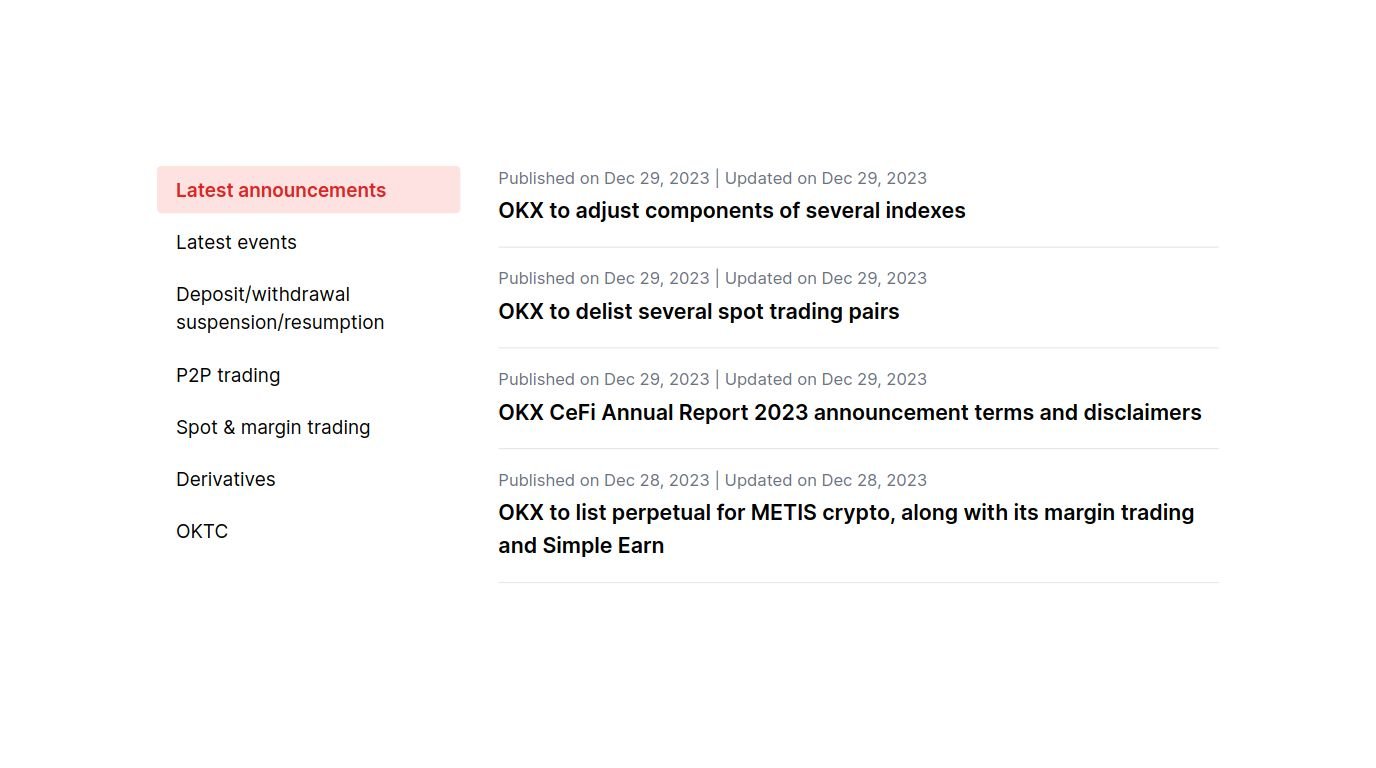 Latest announcements
Latest events
Deposit/withdrawal
suspension/resumption
P2P trading
Spot & margin trading
Derivatives
OKTC
Published on Dec 29, 2023 | Updated on Dec 29, 2023
OKX to adjust components of several indexes
Published on Dec 29, 2023 | Updated on Dec 29, 2023
OKX to delist several spot trading pairs
Published on Dec 29, 2023 | Updated on Dec 29, 2023
OKX CeFi Annual Report 2023 announcement terms and disclaimers
Published on Dec 28, 2023 | Updated on Dec 28, 2023
OKX to list perpetual for METIS crypto, along with its margin trading
and Simple Earn